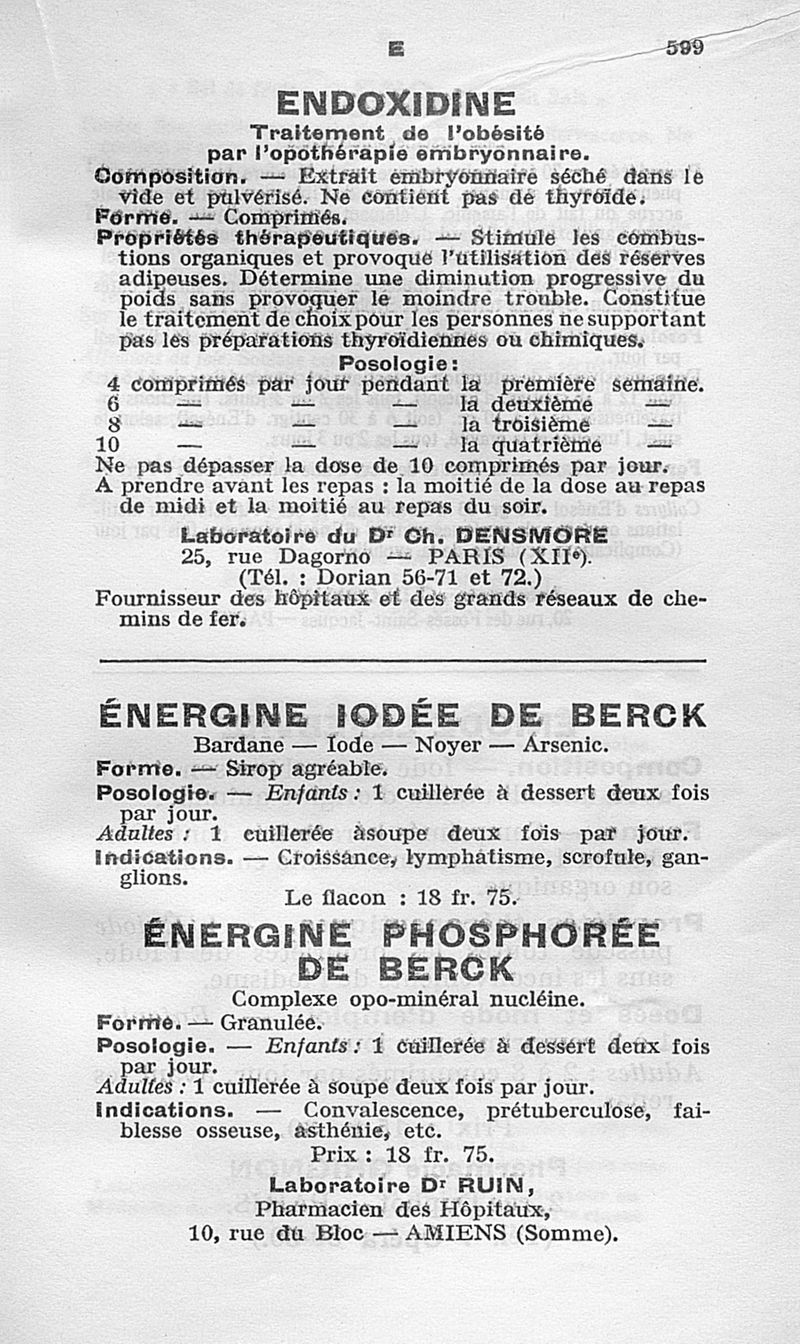 E 599
ENDOXIDINE
Traitement de l'obésité
par l'opothérapie embryonnaire.
Composition. — Extrait embryonnaire séché dans le
vide et pulvérisé. Ne contient pas de thyroïde.
Forme. — Comprimés.
Propriétés thérapeutiques. — Stimule les combus-
tions organiques et provoque l'utilisation des réserves
adipeuses. Détermine une diminution progressive du
poids sans provoquer le moindre trouble. Constitue
le traitement de choix pour les personnes ne supportant
pas les préparations thyroïdiennes ou chimiques.
Posologie :
4 comprimés par jour pendant la première semaine.
6 — — — la deuxième —
8 — — — la troisième —
10 — — — la quatrième —
Ne pas dépasser la dose de 10 comprimés par jour.
A prendre avant les repas : la moitié de la dose au repas
de midi et la moitié au repas du soir.
Laboratoire du Dr Ch. DENSMORE
25, rue Dagorno — PARIS (XIIe).
(Tél. : Dorian 56-71 et 72.)
Fournisseur des hôpitaux et des grands réseaux de che-
mins de fer.
ÉNERGINE IODÉE DE BERCK
Bardane — Iode — Noyer — Arsenic.
Forme. — Sirop agréable.
Posologie. — Enfants : 1 cuillerée à dessert deux fois
par jour.
Adultes : 1 cuillerée àsoupe deux fois par jour.
Indications. — Croissance, lymphatisme, scrofule, gan-
glions.
Le flacon : 18 fr. 75.
ÉNERGINE PHOSPHORÉE
DE BERCK
Complexe opo-minéral nucléine.
Forme. — Granulée.
Posologie. — Enfants : 1 cuillerée à dessert deux fois
par jour.
Adultes : 1 cuillerée à soupe deux fois par jour.
Indications. — Convalescence, prétuberculose, fai-
blesse osseuse, asthénie, etc.
Prix : 18 fr. 75.
Laboratoire Dr RUIN,
Pharmacien des Hôpitaux,
10, rue du Bloc — AMIENS (Somme).